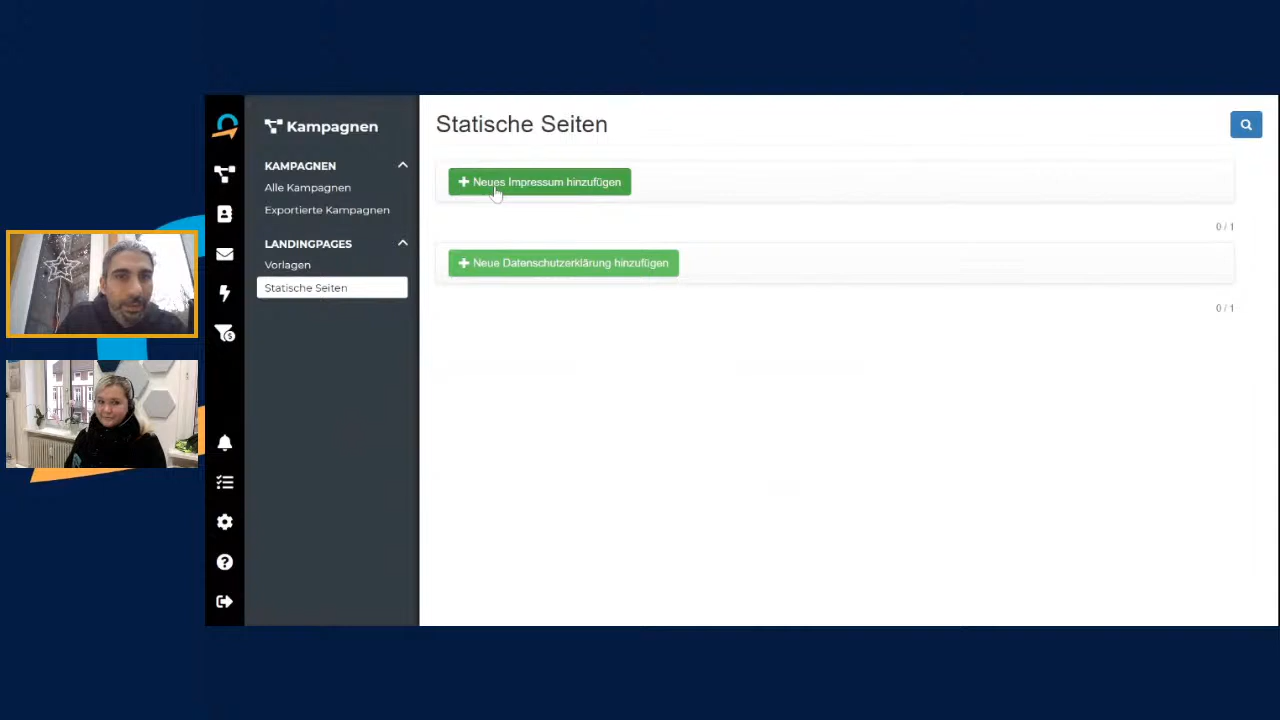 Kampagnen
KAMPAGNEN
Alle Kampagnen
Exportierte Kampagnen
LANDINGPAGES
Vorlagen
Statische Seiten
Statische Seiten
Neues Impressum hinzufügen
0 / 1
Neue Datenschutzerklärung hinzufügen
0 / 1